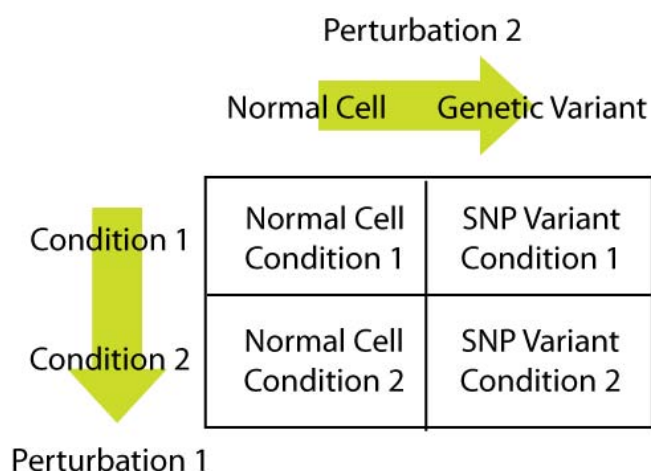 Perturbation 2
Normal Cell Genetic Variant
Condition 1
Normal Cell SNP Variant
Condition 1 Condition 1
Condition 2
Normal Cell SNP Variant
Condition 2 Condition 2
Perturbation 1